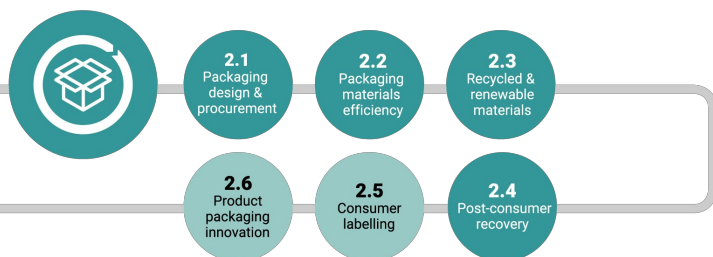 2.1
Packaging
design &
procurement
2.2
Packaging
materials
efficiency
2.3
Recycled &
renewable
materials
2.4
Post-consumer
recovery
2.5
Consumer
labelling
2.6
Product
packaging
innovation